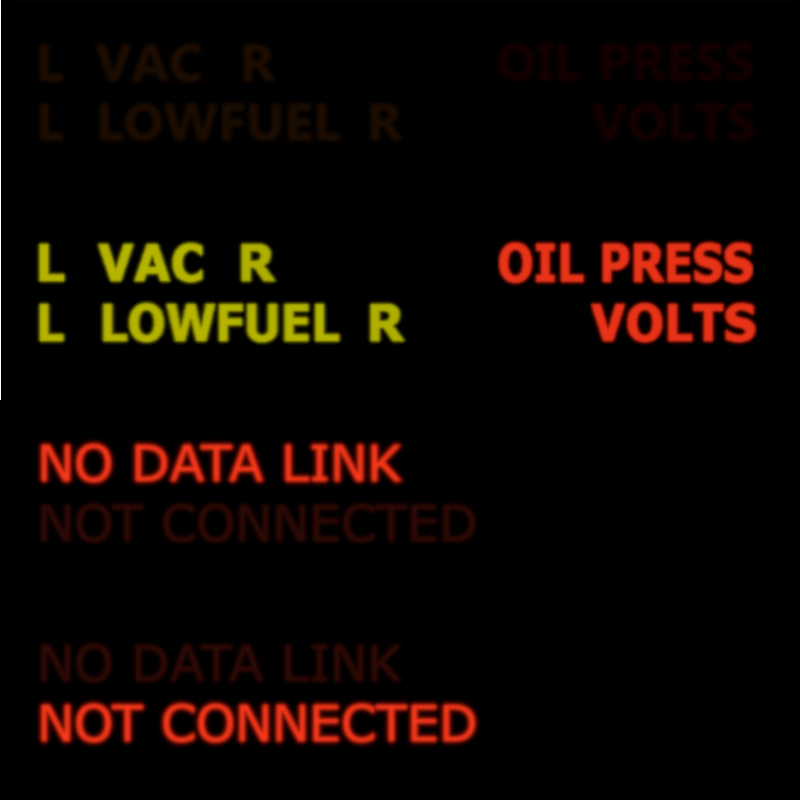 L VAC R OIL PRESS
L LOWFUEL R VOLTS
L VAC R OIL PRESS
L LOWFUEL R VOLTS
NO DATA LINK
NOT CONNECTED
NO DATA LINK
NOT CONNECTED